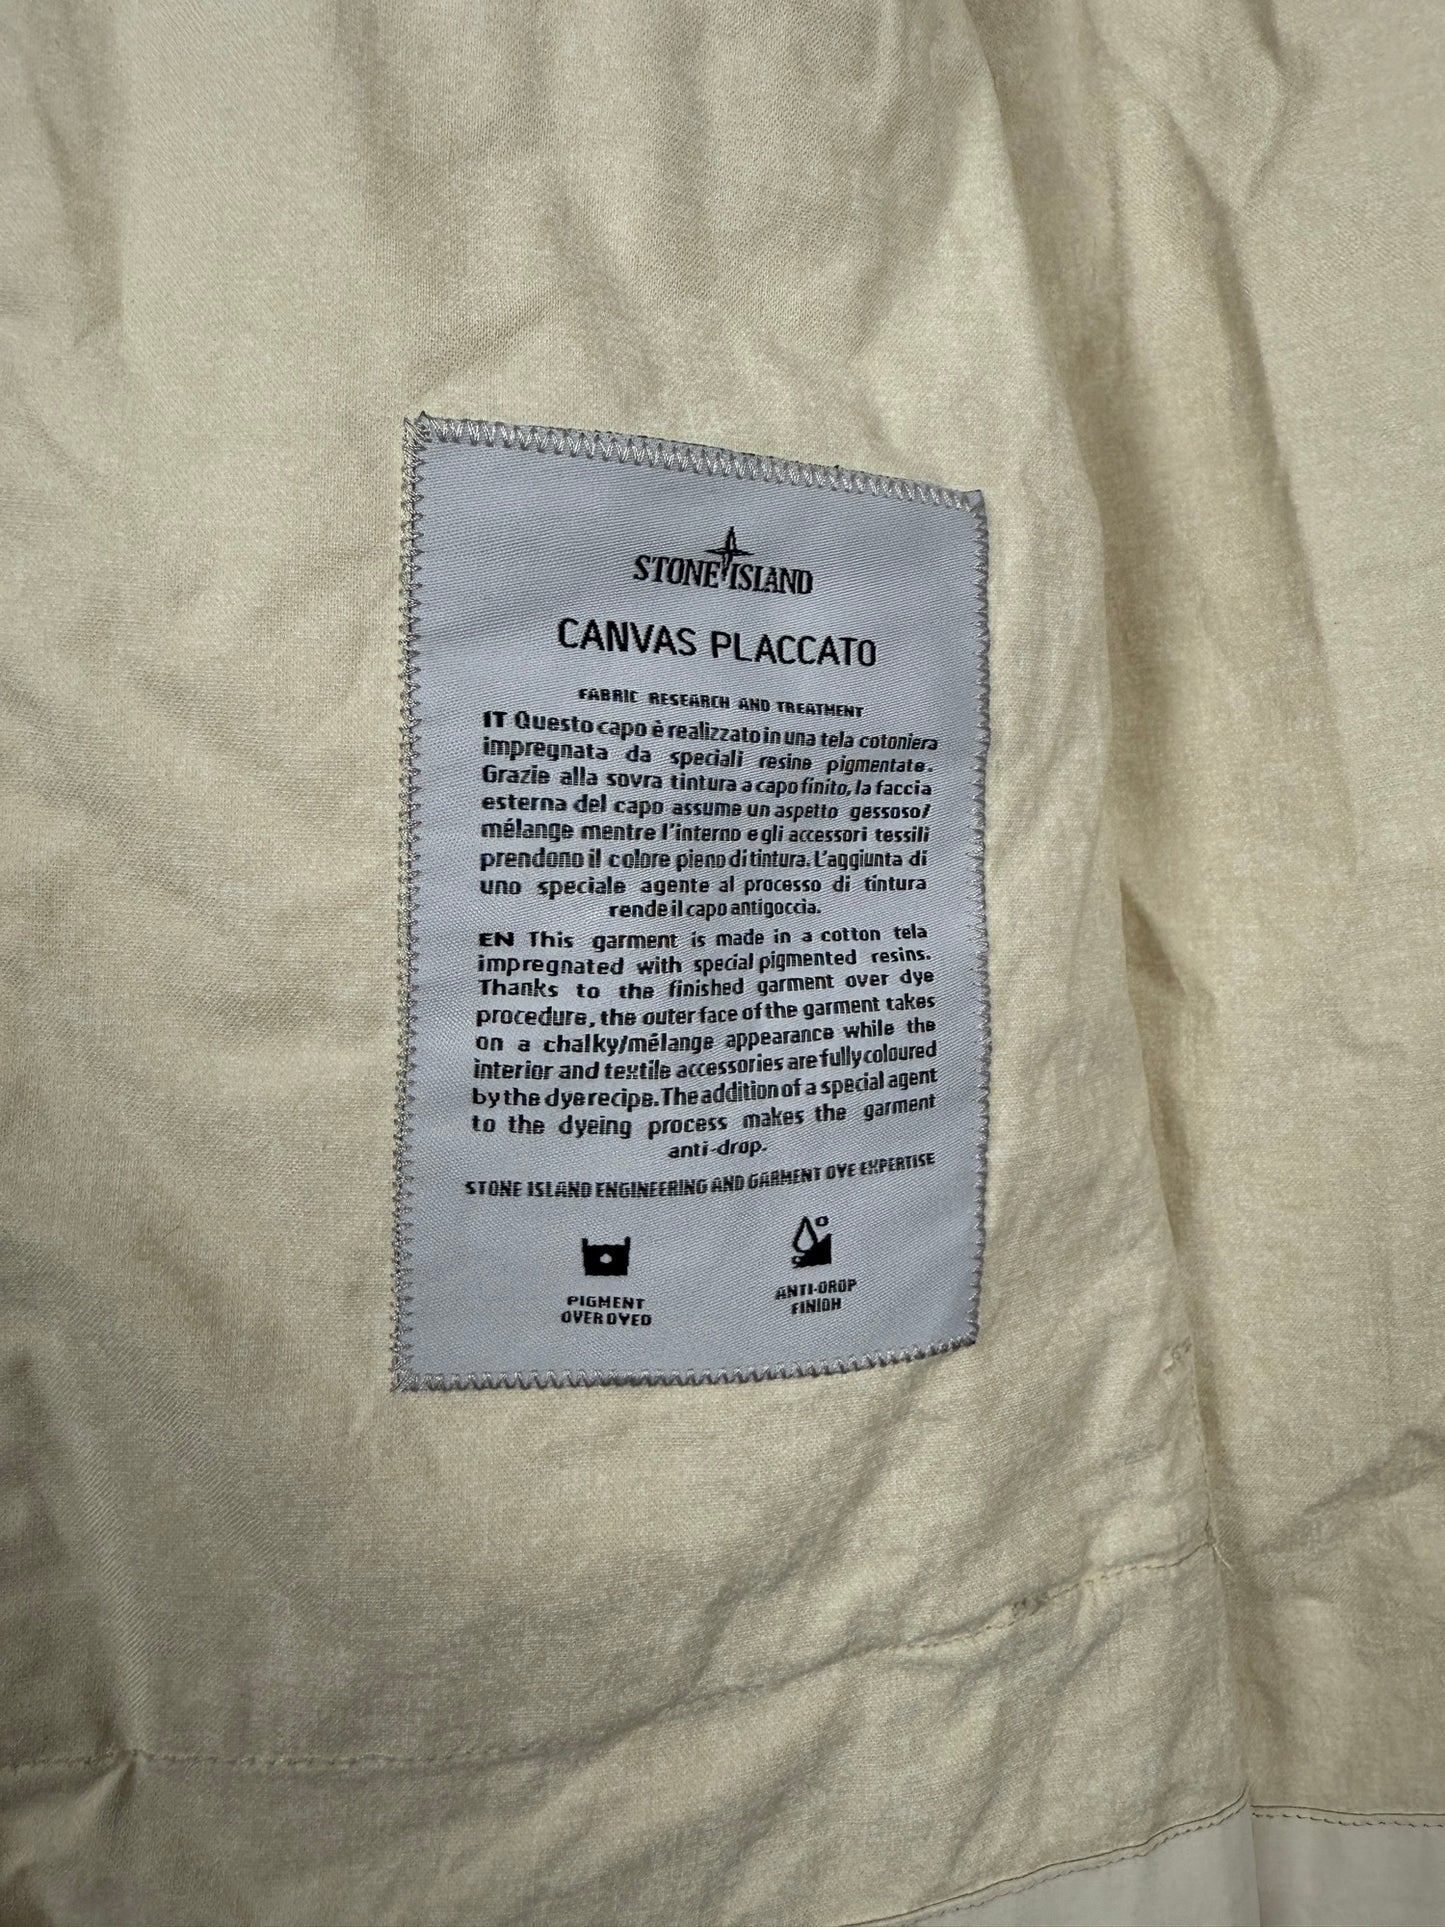 STONE ISLAND
CANVAS PLACCATO
FABRIC RESEARCH AND TREATMENT
IT Questo capo è realizzato in una tela cotoniera
impregnata da speciali resine pigmentate.
Grazie alla sovra tintura a capo finito, la faccia
esterna del capo assume un aspetto gessoso/
mélange mentre l'interno e gli accessori tessili
prendono il colore pieno di tintura. L'aggiunta di
uno speciale agente al processo di tintura
rende il capo antigoccia.
EN This garment is made in a cotton tela
impregnated with special pigmented resins.
Thanks to the finished garment over dye
procedure, the outer face of the garment takes
on a chalky/mélange appearance while the
interior and textile accessories are fully coloured
by the dye recipe. The addition of a special agent
to the dyeing process makes the garment
anti-drop.
STONE ISLAND ENGINEERING AND GARMENT DYE EXPERTISE
PIGMENT
OVERDYED
ANTI-DROP
FINISH